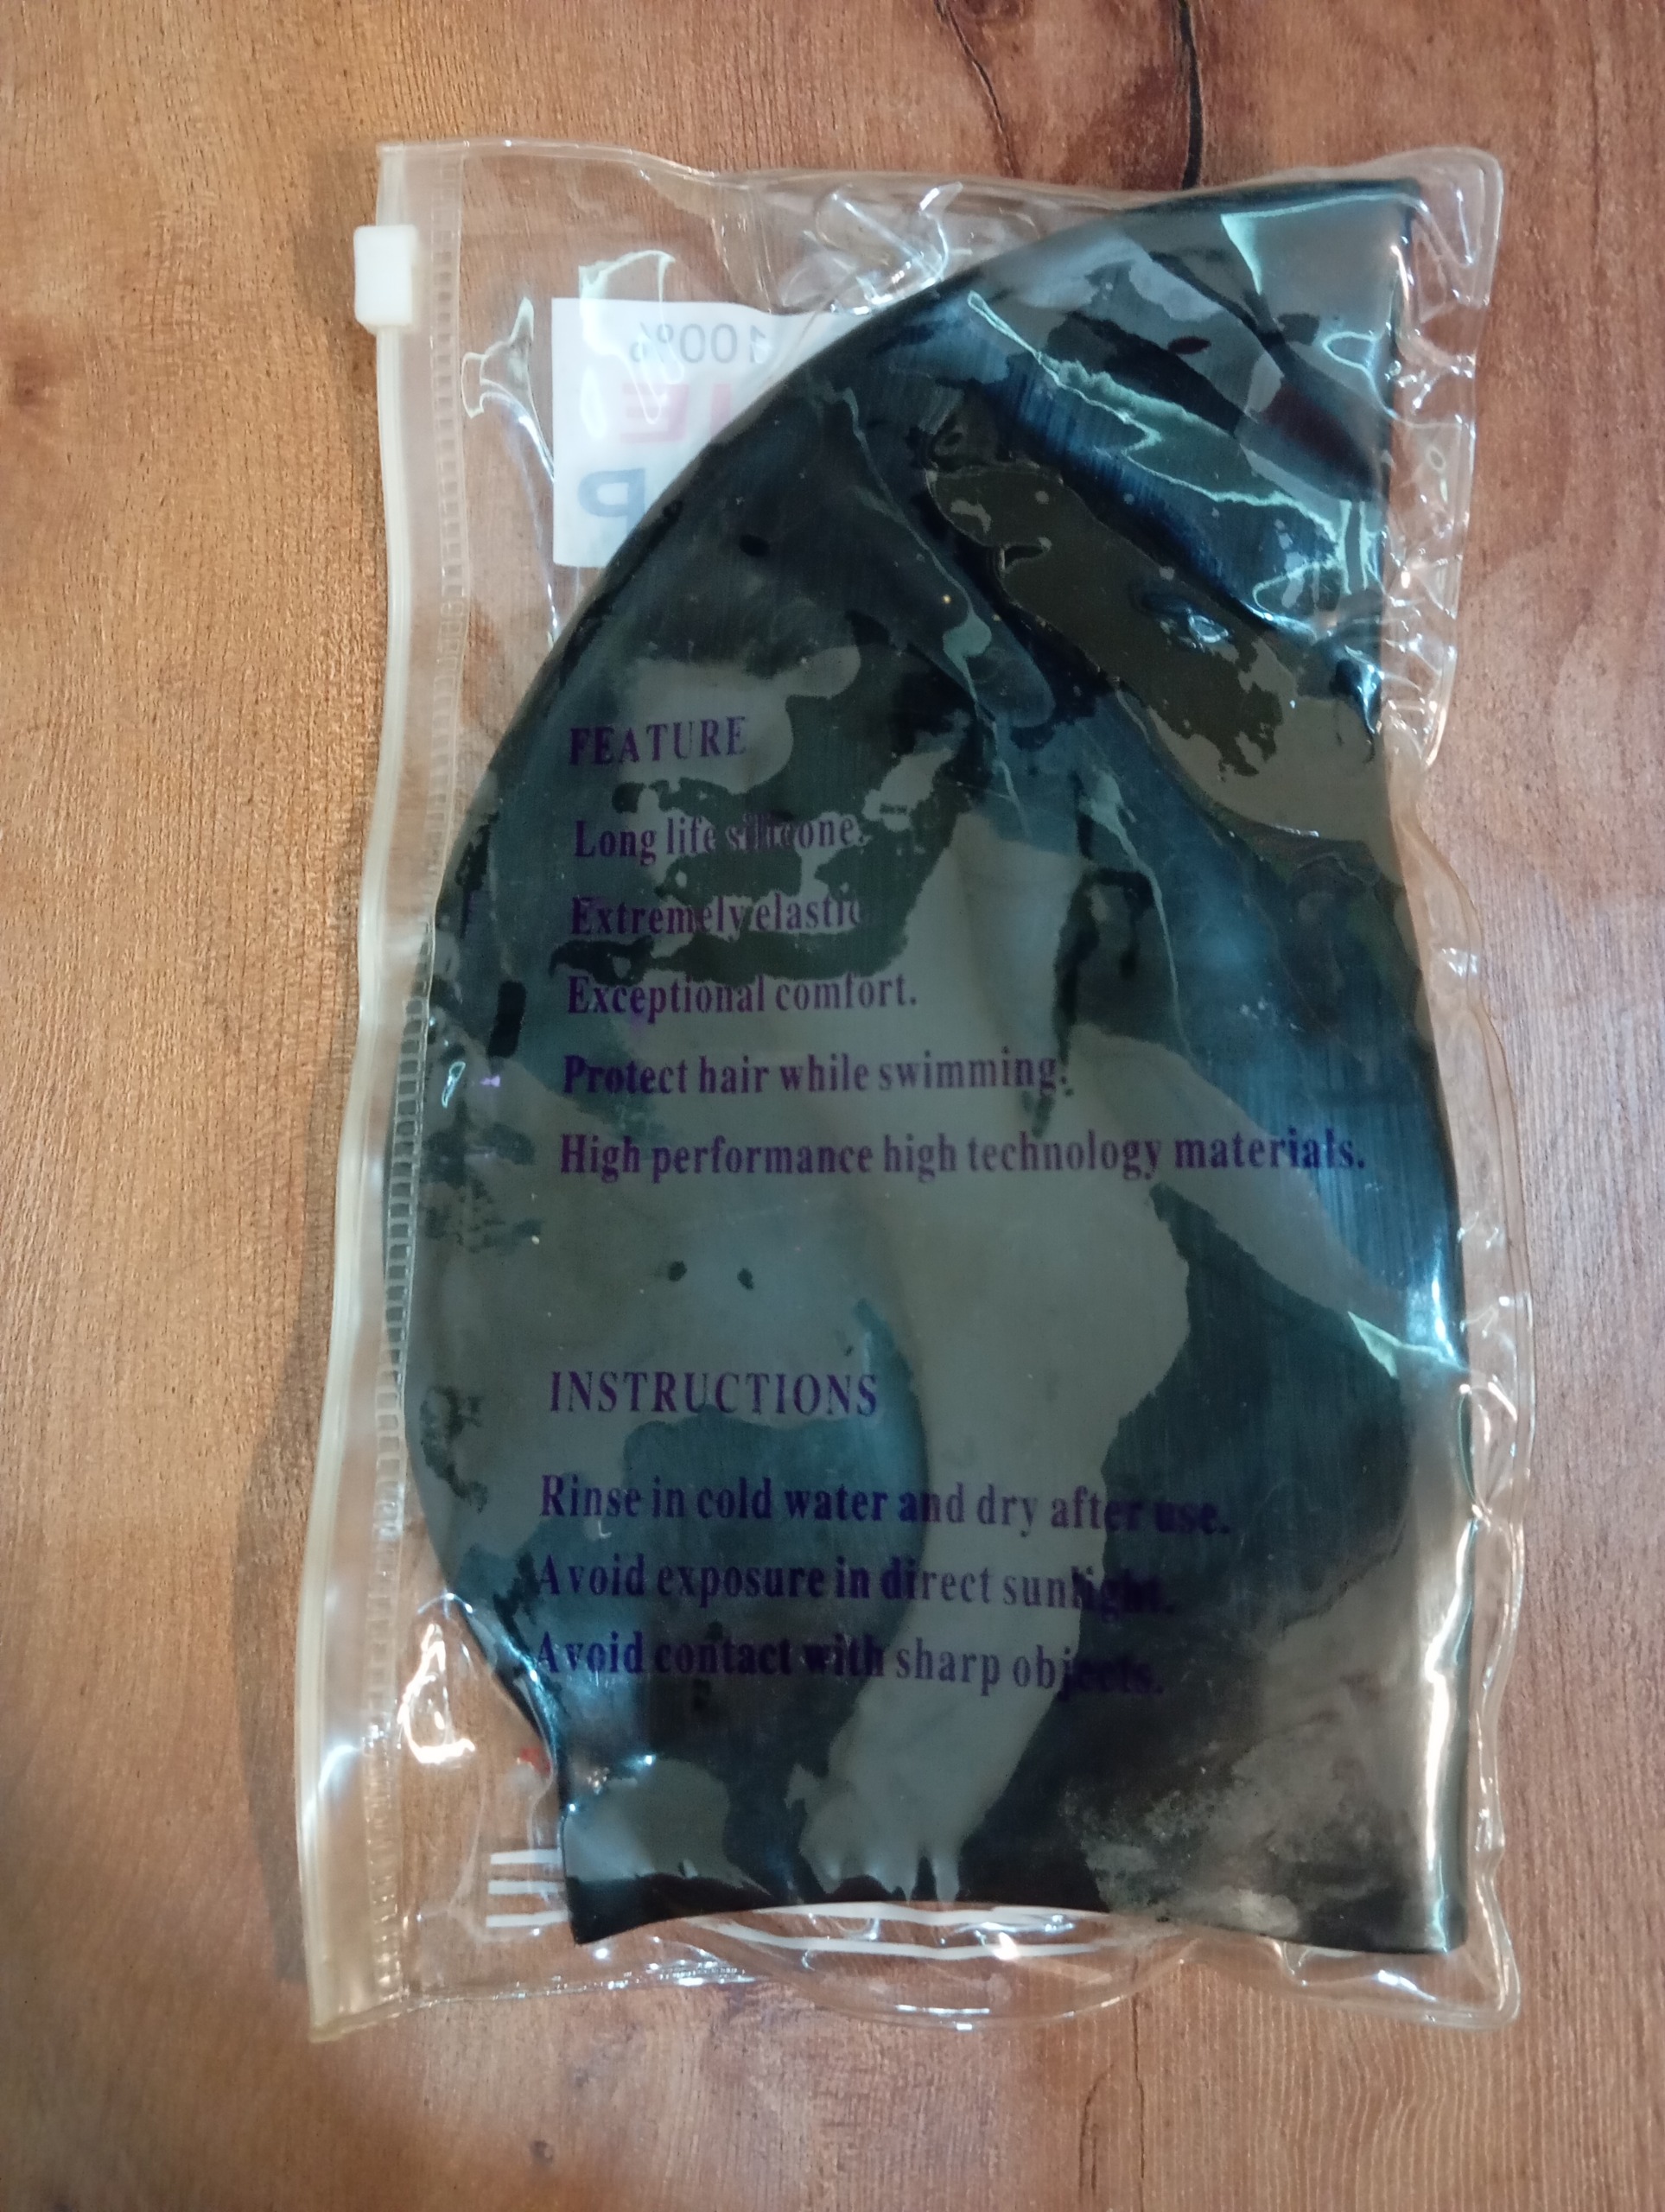 100%
FEATURE
Long life silicone.
Extremely elastic
Exceptional comfort.
Protect hair while swimming.
High performance high technology materials.
INSTRUCTIONS
Rinse in cold water and dry after use.
Avoid exposure in direct sunlight.
Avoid contact with sharp objects.